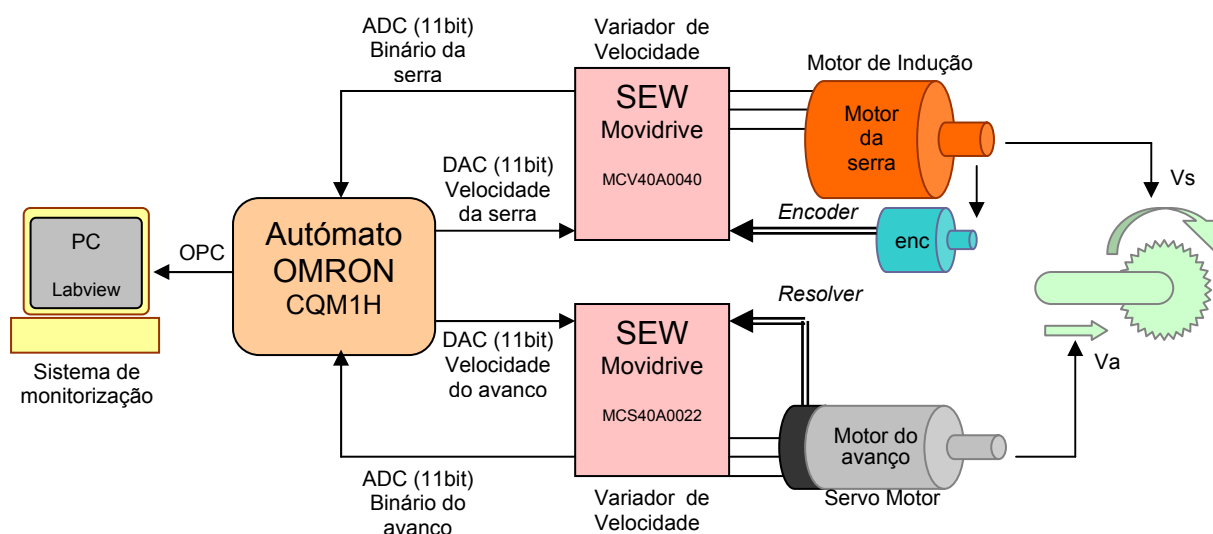 ADC (11bit)
Binário da
serra
Variador de
Velocidade
Motor de Indução
SEW
Movidrive
MCV40A0040
Motor
da
serra
DAC (11bit)
Velocidade
da serra
Encoder
enc
Vs
PC
Labview
OPC
Autómato
OMRON
CQM1H
Sistema de
monitorização
Resolver
SEW
Movidrive
MCS40A0022
DAC (11bit)
Velocidade
do avanco
Va
Motor do
avanço
Servo Motor
ADC (11bit)
Binário do
avanco
Variador de
Velocidade